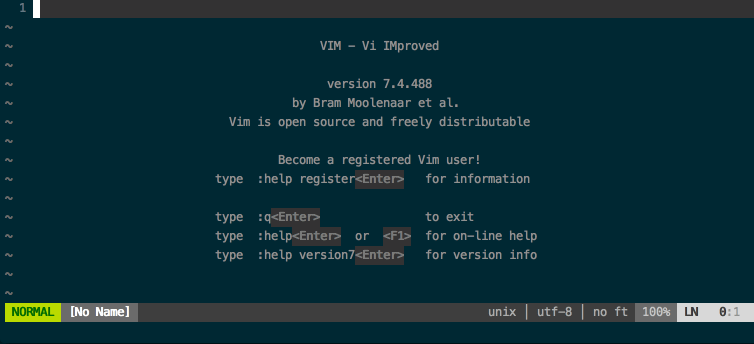 1
~
~
VIM - Vi IMproved
~
~
version 7.4.488
~
by Bram Moolenaar et al.
~
Vim is open source and freely distributable
~
~
Become a registered Vim user!
~
type :help register<Enter> for information
~
~
type :q<Enter> to exit
~
type :help<Enter> or <F1> for on-line help
~
type :help version7<Enter> for version info
~
~
NORMAL [No Name] unix | utf-8 | no ft 100% LN 0:1